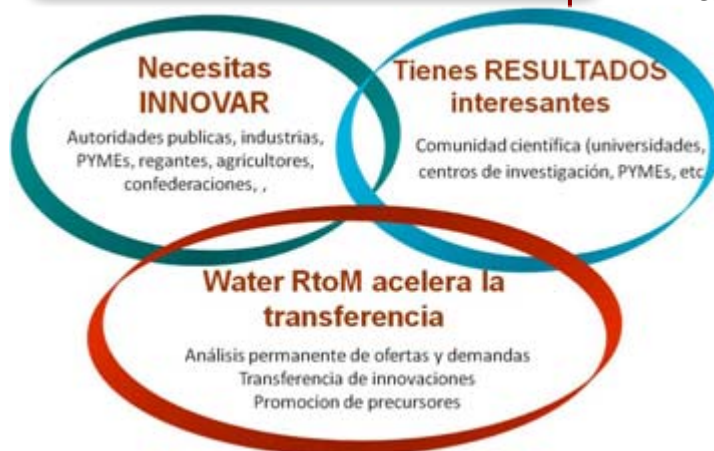 Necesitas
INNOVAR
Autoridades publicas, industrias,
PYMEs, regantes, agricultores,
confederaciones, ,
Tienes RESULTADOS
interesantes
Comunidad científica (universidades,
centros de investigación, PYMEs, etc
Water RtoM acelera la
transferencia
Análisis permanente de ofertas y demandas
Transferencia de innovaciones
Promocion de precursores